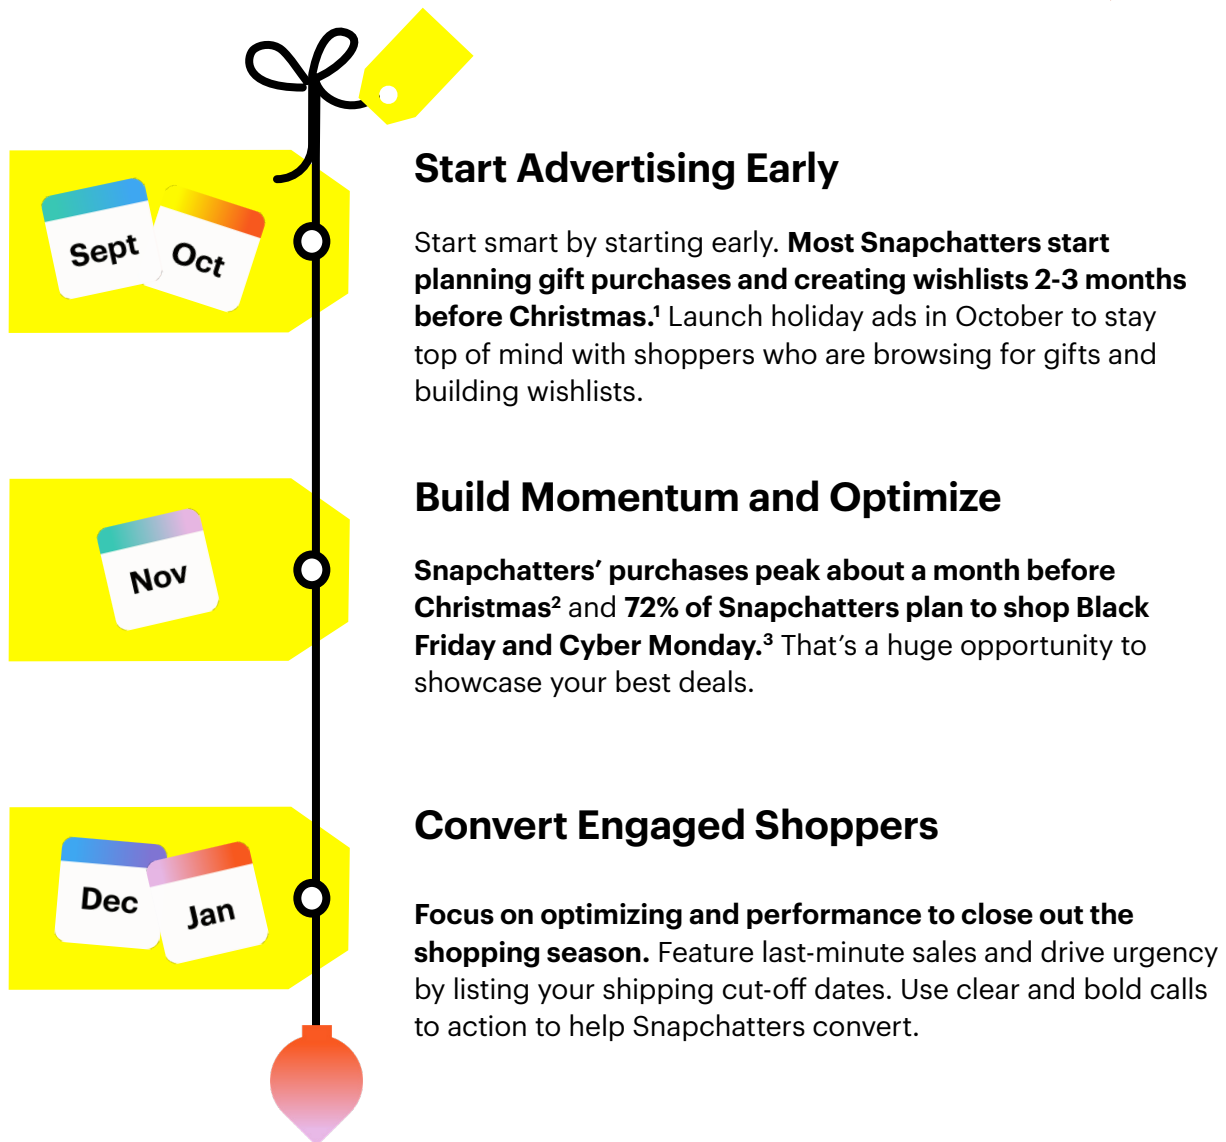 Start Advertising Early
Sept
Oct
Start smart by starting early. Most Snapchatters start
planning gift purchases and creating wishlists 2-3 months
before Christmas.¹ Launch holiday ads in October to stay
top of mind with shoppers who are browsing for gifts and
building wishlists.
Build Momentum and Optimize
Nov
Snapchatters’ purchases peak about a month before
Christmas² and 72% of Snapchatters plan to shop Black
Friday and Cyber Monday.³ That’s a huge opportunity to
showcase your best deals.
Convert Engaged Shoppers
Dec
Jan
Focus on optimizing and performance to close out the
shopping season. Feature last-minute sales and drive urgency
by listing your shipping cut-off dates. Use clear and bold calls
to action to help Snapchatters convert.